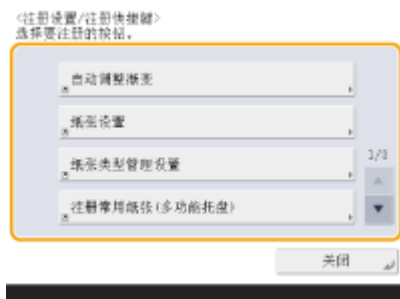 <注册设置/注册快捷键>
选择要注册的按钮。
自动调整渐变
纸张设置
纸张类型管理设置
注册常用纸张(多功能托盘)
1/3
关闭